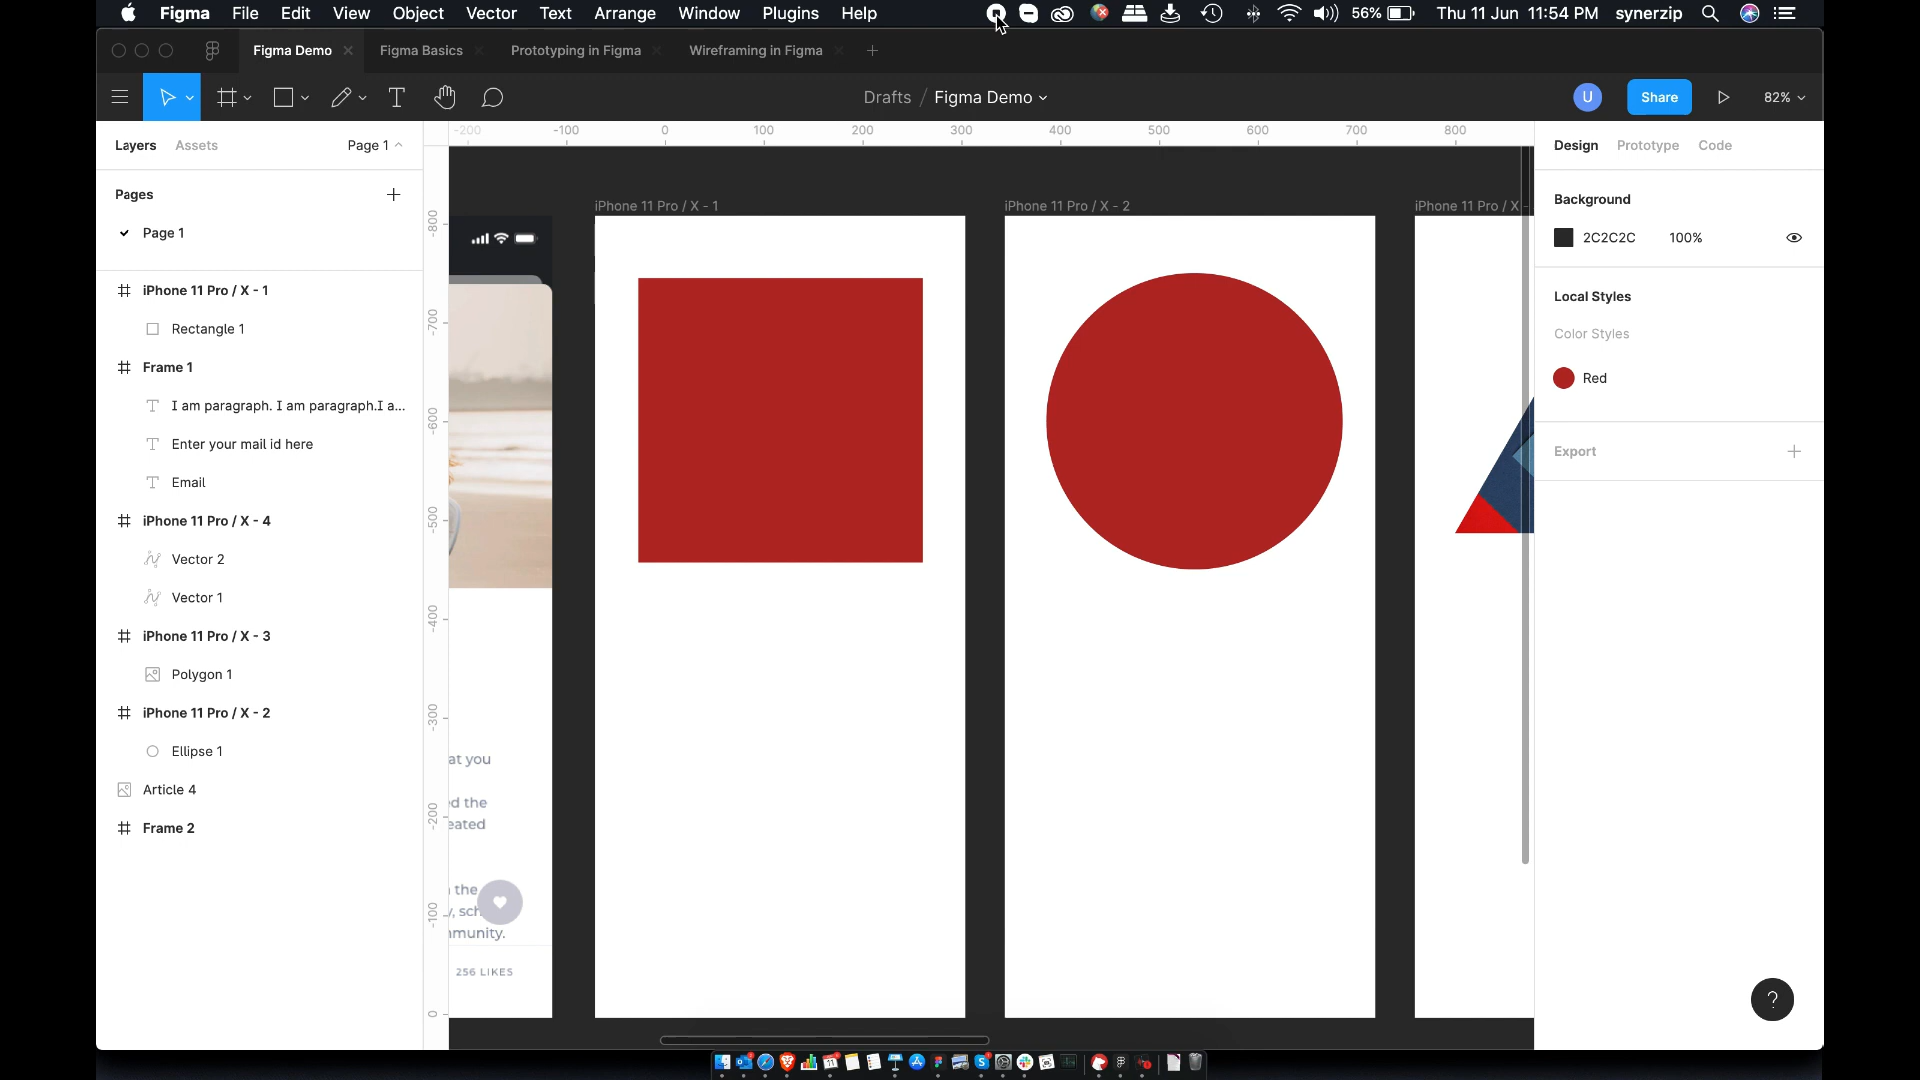 Figma File Edit View Object Vector Text Arrange Window Plugins Help 56% Thu 11 Jun 11:54 PM synerzip
Figma Demo Figma Basics Prototyping in Figma Wireframing in Figma
Drafts / Figma Demo U Share 82%
Layers Assets Page 1
Pages
Page 1
iPhone 11 Pro / X - 1
Rectangle 1
Frame 1
I am paragraph. I am paragraph.I a...
Enter your mail id here
Email
iPhone 11 Pro / X - 4
Vector 2
Vector 1
iPhone 11 Pro / X - 3
Polygon 1
iPhone 11 Pro / X - 2
Ellipse 1
Article 4
Frame 2
-200 -100 0 100 200 300 400 500 600 700 800
-800
-700
-600
-500
-400
-300
-200
-100
0
iPhone 11 Pro / X - 1 iPhone 11 Pro / X - 2 iPhone 11 Pro / X -
at you
ed the
eated
the
y, sch
mmunity.
256 LIKES
Design Prototype Code
Background
2C2C2C 100%
Local Styles
Color Styles
Red
Export
?